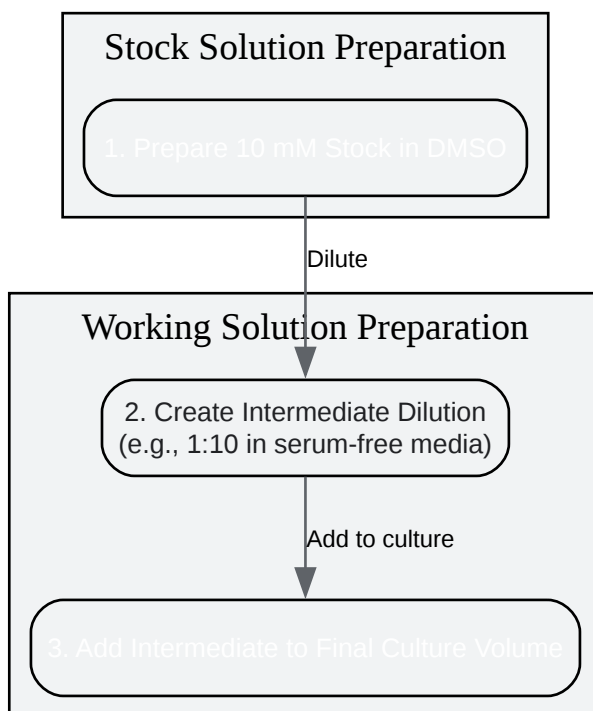 Stock Solution Preparation
1. Prepare 10 mM Stock in DMSO
Dilute
Working Solution Preparation
2. Create Intermediate Dilution
(e.g., 1:10 in serum-free media)
Add to culture
3. Add Intermediate to Final Culture Volume